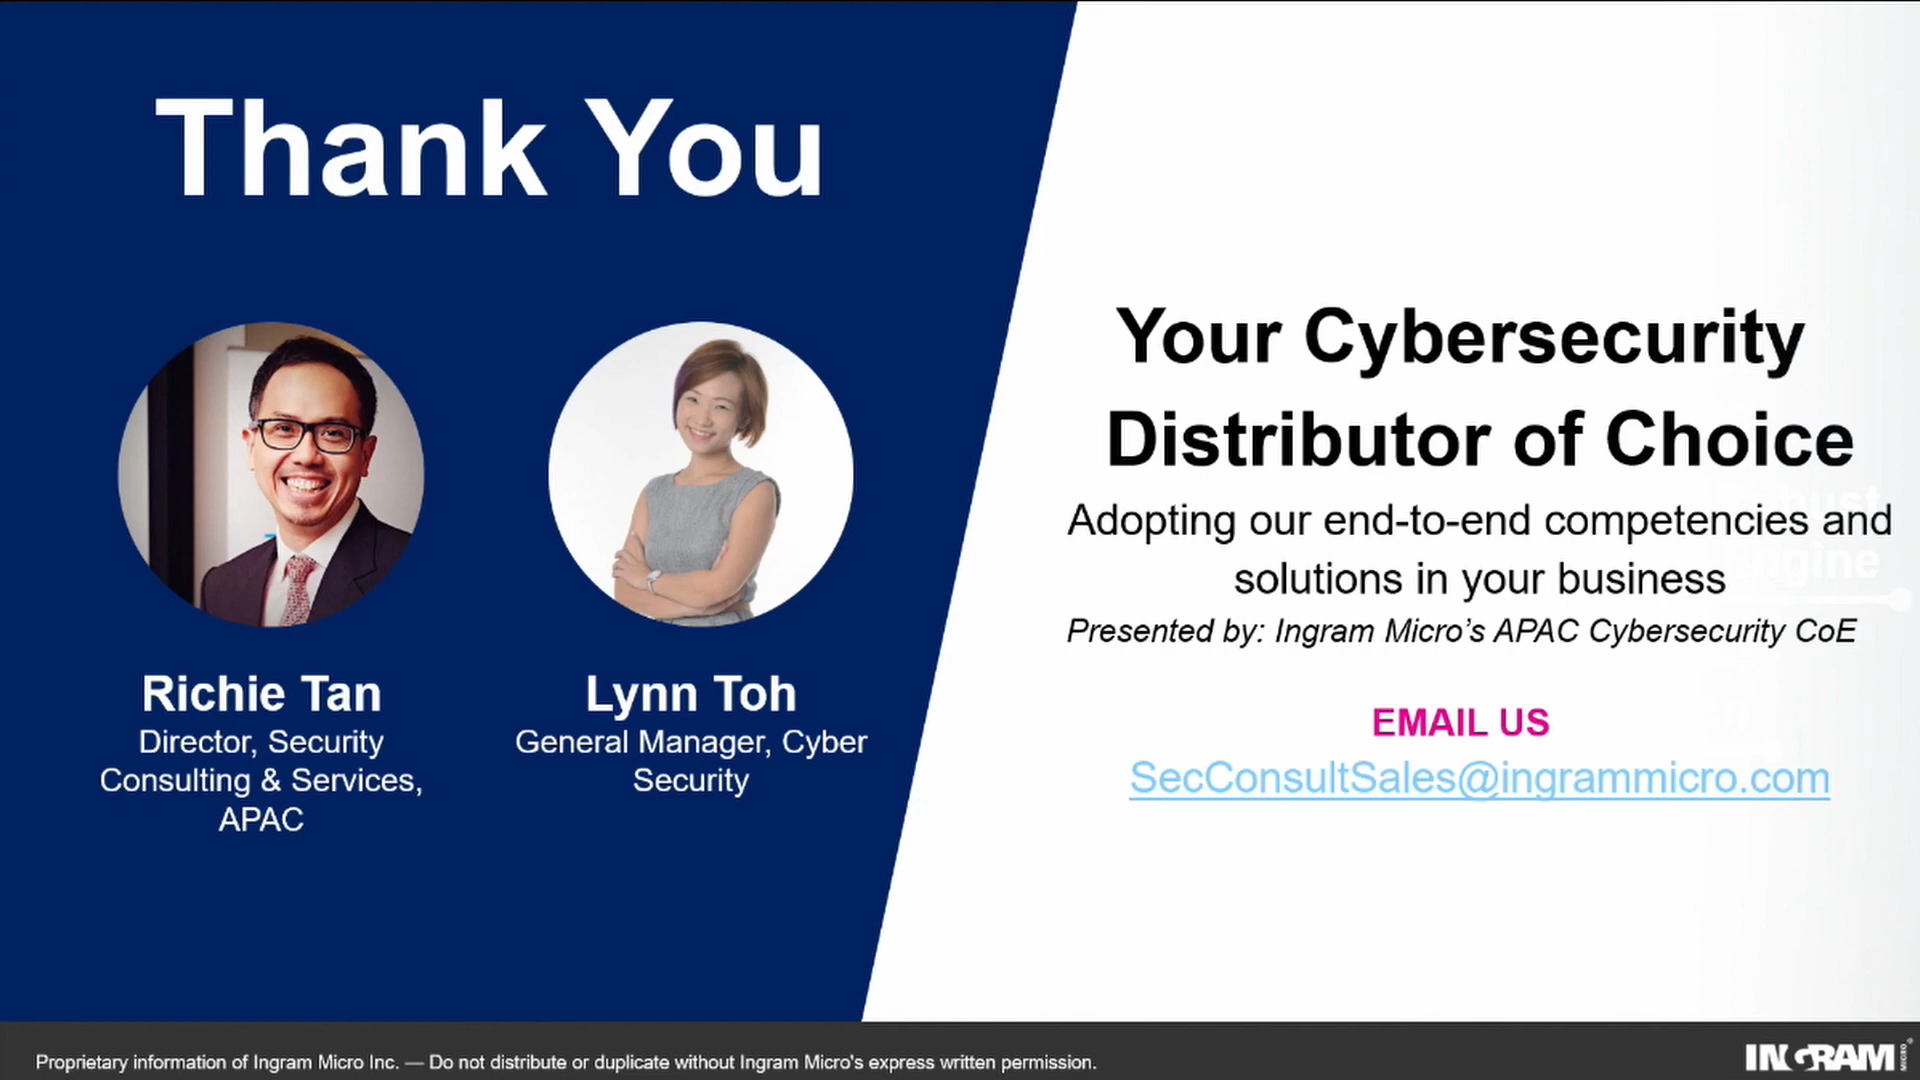 Thank You
Richie Tan
Director, Security
Consulting & Services,
APAC
Lynn Toh
General Manager, Cyber
Security
Your Cybersecurity
Distributor of Choice
Adopting our end-to-end competencies and
solutions in your business
Presented by: Ingram Micro’s APAC Cybersecurity CoE
EMAIL US
SecConsultSales@ingrammicro.com
Proprietary information of Ingram Micro Inc. — Do not distribute or duplicate without Ingram Micro's express written permission.
INGRAM MICRO®